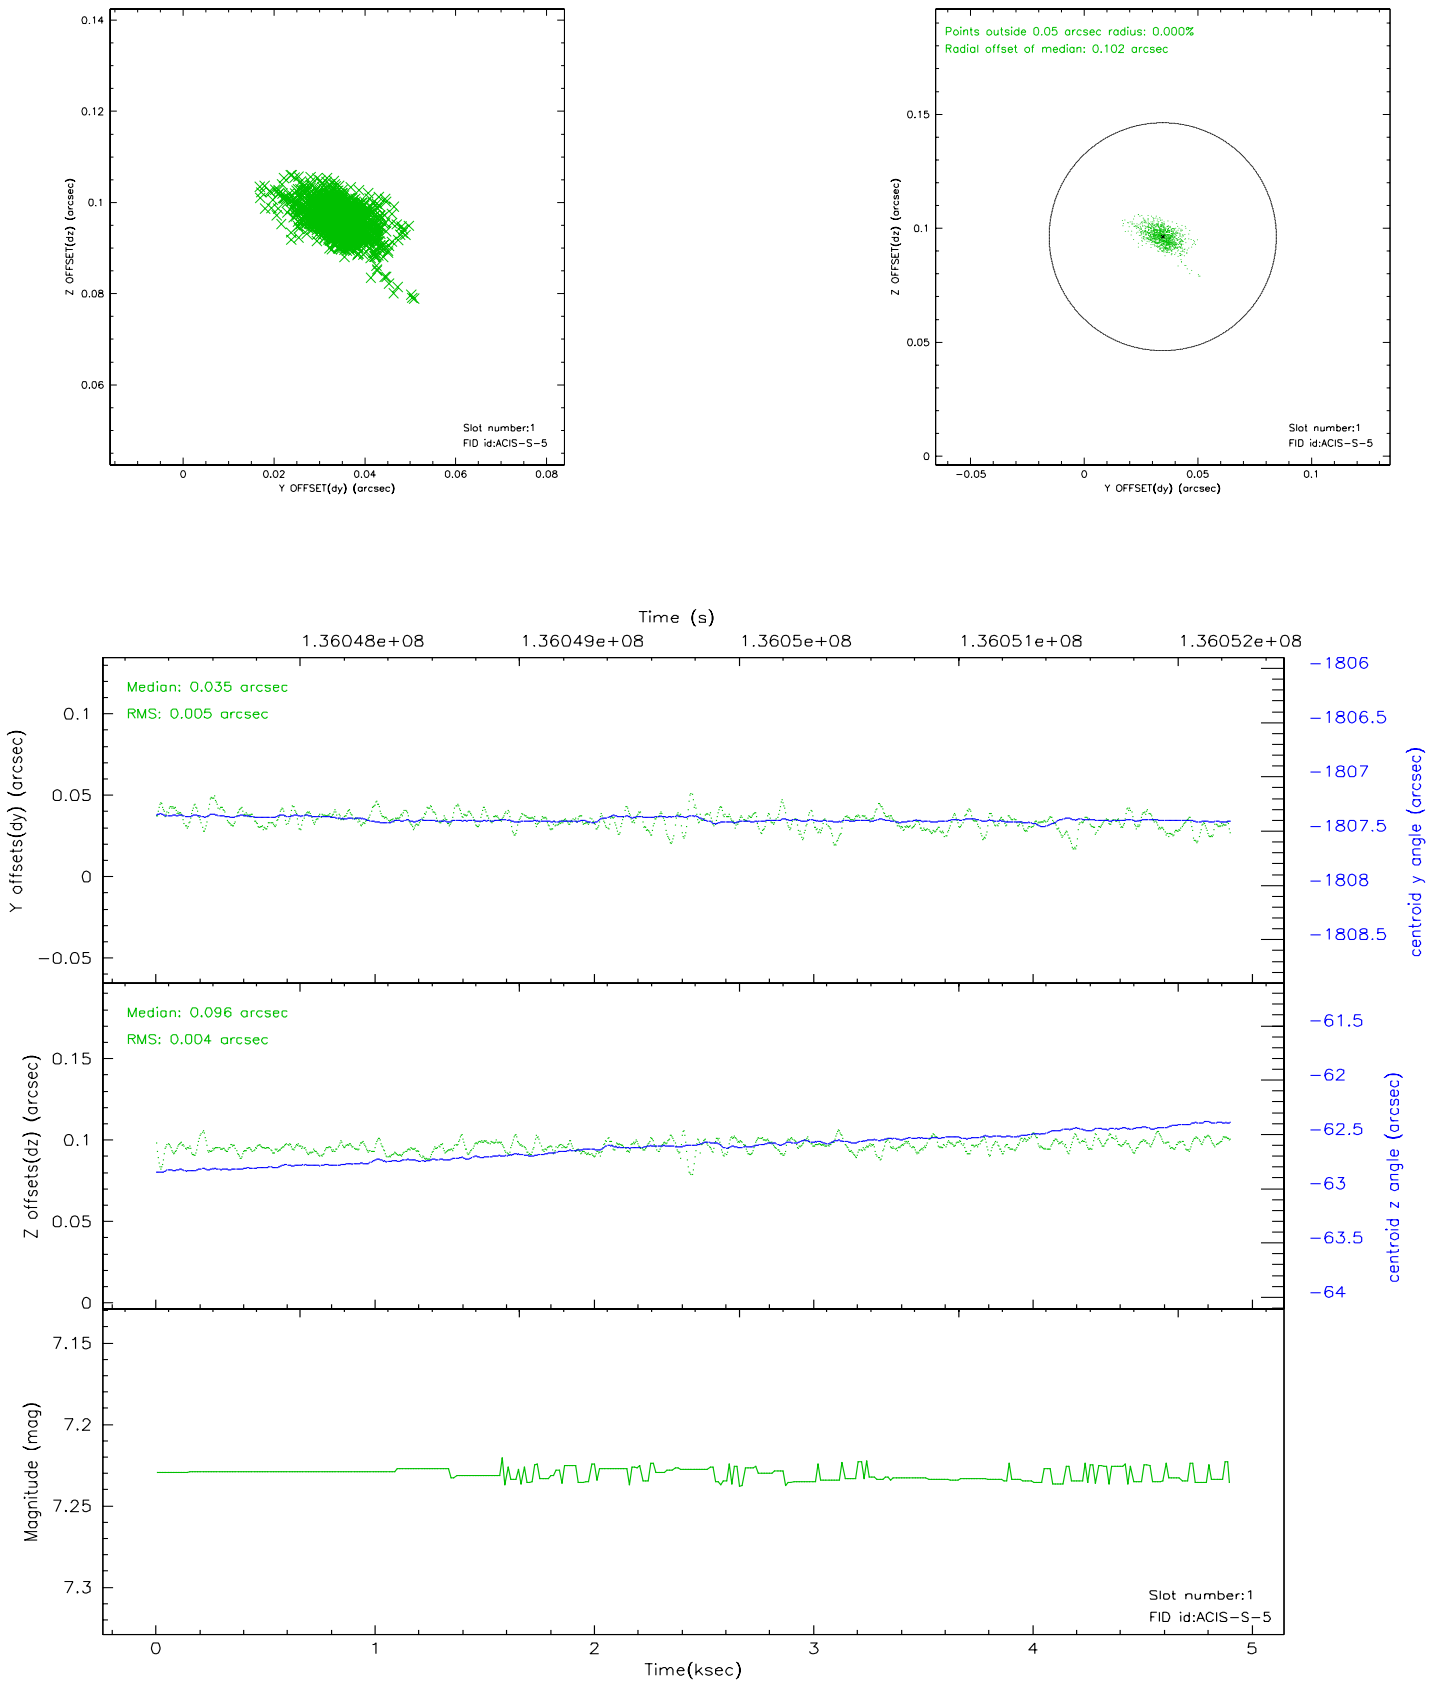 0.14
0.12
0.1
0.08
0.06
Z OFFSET(dz) (arcsec)
Slot number:1
FID id:ACIS-S-5
0
0.02
0.04
0.06
0.08
Y OFFSET(dy) (arcsec)
Points outside 0.05 arcsec radius: 0.000%
Radial offset of median: 0.102 arcsec
0.15
0.1
0.05
0
Z OFFSET(dz) (arcsec)
Slot number:1
FID id:ACIS-S-5
-0.05
0
0.05
0.1
Y OFFSET(dy) (arcsec)
Time (s)
1.36048e+08
1.36049e+08
1.3605e+08
1.36051e+08
1.36052e+08
Median: 0.035 arcsec
RMS: 0.005 arcsec
0.1
0.05
0
-0.05
Y offsets(dy) (arcsec)
-1806
-1806.5
-1807
-1807.5
-1808
-1808.5
centroid y angle (arcsec)
Median: 0.096 arcsec
RMS: 0.004 arcsec
0.15
0.1
0.05
0
Z offsets(dz) (arcsec)
-61.5
-62
-62.5
-63
-63.5
-64
centroid z angle (arcsec)
7.15
7.2
7.25
7.3
Magnitude (mag)
Slot number:1
FID id:ACIS-S-5
0
1
2
3
4
5
Time(ksec)